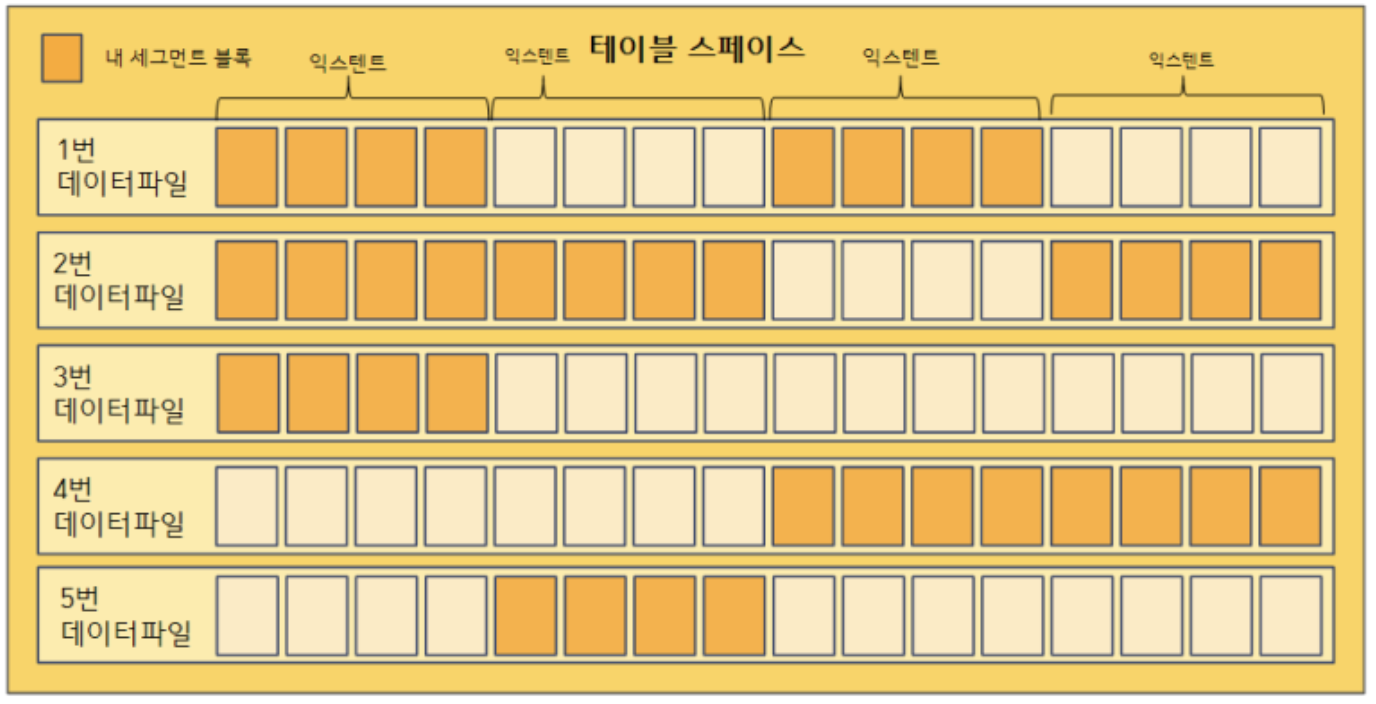 테이블 스페이스
내 세그먼트 블록
익스텐트
익스텐트
익스텐트
익스텐트
1번
데이터파일
2번
데이터파일
3번
데이터파일
4번
데이터파일
5번
데이터파일